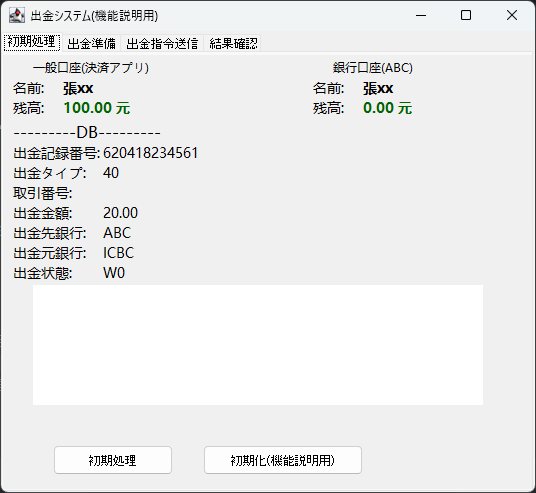 出金システム(機能説明用)
初期処理 出金準備 出金指令送信 結果確認
一般口座(決済アプリ) 銀行口座(ABC)
名前: 張xx 名前: 張xx
残高: 100.00 元 残高: 0.00 元
---------DB---------
出金記録番号: 620418234561
出金タイプ: 40
取引番号:
出金金額: 20.00
出金先銀行: ABC
出金元銀行: ICBC
出金状態: W0
初期処理 初期化(機能説明用)